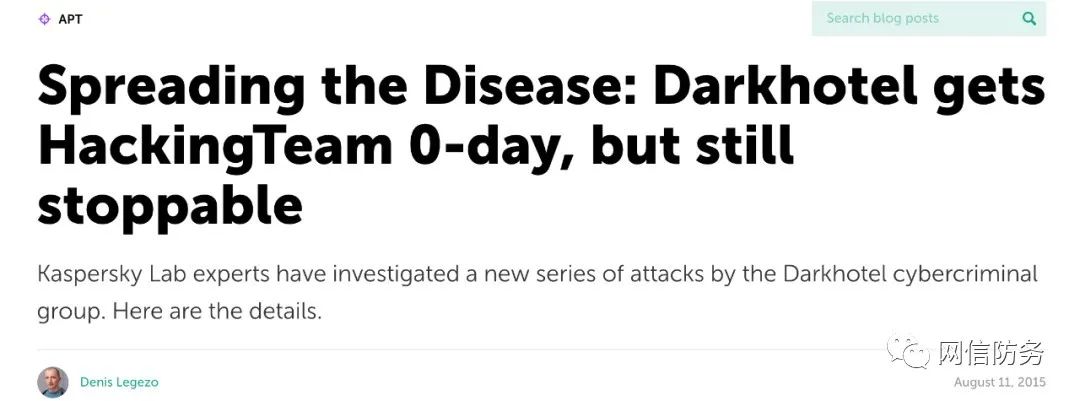 APT
Search blog posts
Spreading the Disease: Darkhotel gets
HackingTeam 0-day, but still
stoppable
Kaspersky Lab experts have investigated a new series of attacks by the Darkhotel cybercriminal
group. Here are the details.
网信防务
Denis Legezo
August 11, 2015